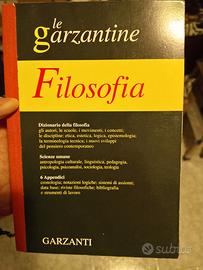 le
garzantine
Filosofia
Dizionario della filosofia
gli autori, le scuole, i movimenti, i concetti;
le discipline: etica, estetica, logica, epistemologia;
la terminologia tecnica; i nuovi sviluppi
del pensiero contemporaneo
Scienze umane
antropologia culturale, linguistica, pedagogia,
psicologia, psicoanalisi, sociologia, teologia
6 Appendici
cronologia; notazioni logiche; sistemi di assiomi;
data base; riviste filosofiche; bibliografia
e strumenti di lavoro
GARZANTI
subito